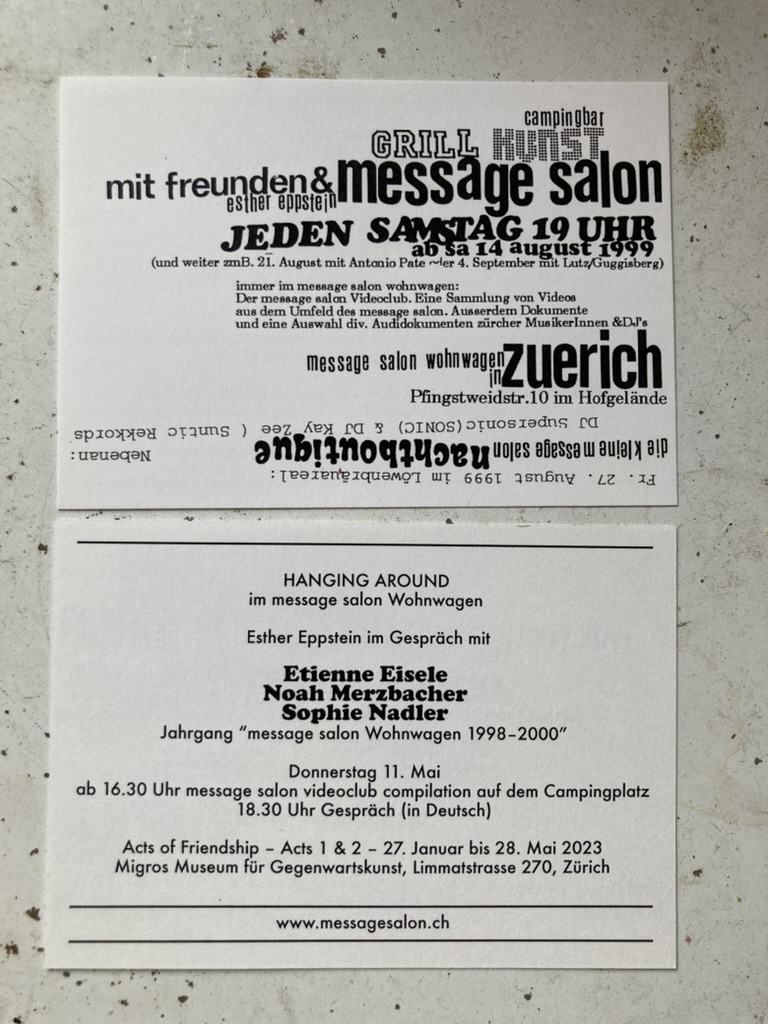 campingbar
GRILL KUNST
mit freunden & message salon
esther eppstein
JEDEN SAMSTAG 19 UHR
ab sa 14 august 1999
(und weiter zmB. 21. August mit Antonio Pate 4. September mit Lutz/Guggisberg)
immer im message salon wohnwagen:
Der message salon Videoclub. Eine Sammlung von Videos
aus dem Umfeld des message salon. Ausserdem Dokumente
und eine Auswahl div. Audidokumenten zürcher MusikerInnen &DJ's
message salon wohnwagen in zuerich
Pfingstweidstr.10 im Hofgelände
Fr. 27. August 1999 im Löwenbräuareal:
die kleine message salon nachtboutique
Nebenan:
DJ Supersonic(SONIC) & DJ Kay Zee ( Suntic Rekkords
HANGING AROUND
im message salon Wohnwagen
Esther Eppstein im Gespräch mit
Etienne Eisele
Noah Merzbacher
Sophie Nadler
Jahrgang "message salon Wohnwagen 1998–2000"
Donnerstag 11. Mai
ab 16.30 Uhr message salon videoclub compilation auf dem Campingplatz
18.30 Uhr Gespräch (in Deutsch)
Acts of Friendship – Acts 1 & 2 – 27. Januar bis 28. Mai 2023
Migros Museum für Gegenwartskunst, Limmatstrasse 270, Zürich
www.messagesalon.ch